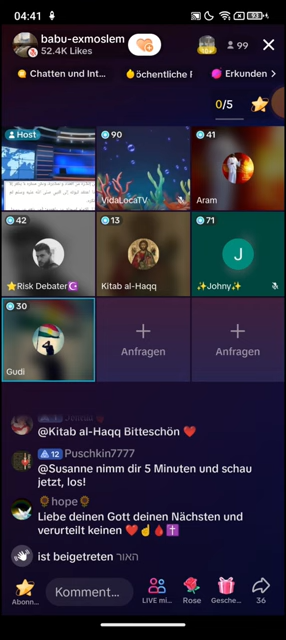 04:41
93
babu-exmoslem
52.4K Likes
99
Chatten und Int...
Erkunden
0/5
Host
90
41
VidaLocaTV
Aram
42
13
71
J
⭐Risk Debater☪
Kitab al-Haqq
✨Johny✨
30
Gudi
Anfragen
Anfragen
@Kitab al-Haqq Bitteschön ❤️
12 Puschkin7777
@Susanne nimm dir 5 Minuten und schau
jetzt, los!
🌻hope🌻
Liebe deinen Gott deinen Nächsten und
verurteilt keinen ❤️☝️🩸✝️
ist beigetreten האור
Abonn...
Komment...
LIVE mi...
Rose
Gesche...
36